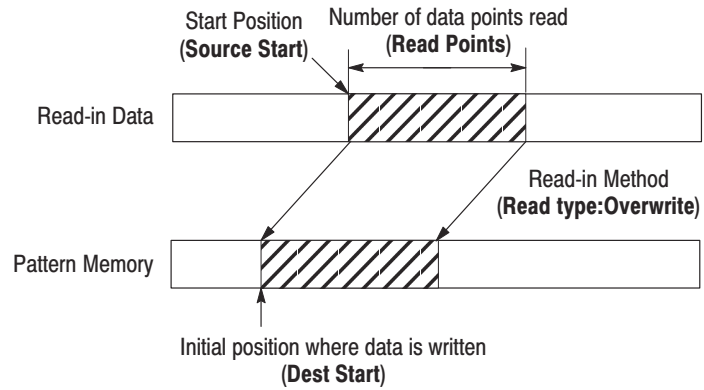 Start Position
(Source Start)
Number of data points read
(Read Points)
Read-in Data
Read-in Method
(Read type:Overwrite)
Pattern Memory
Initial position where data is written
(Dest Start)